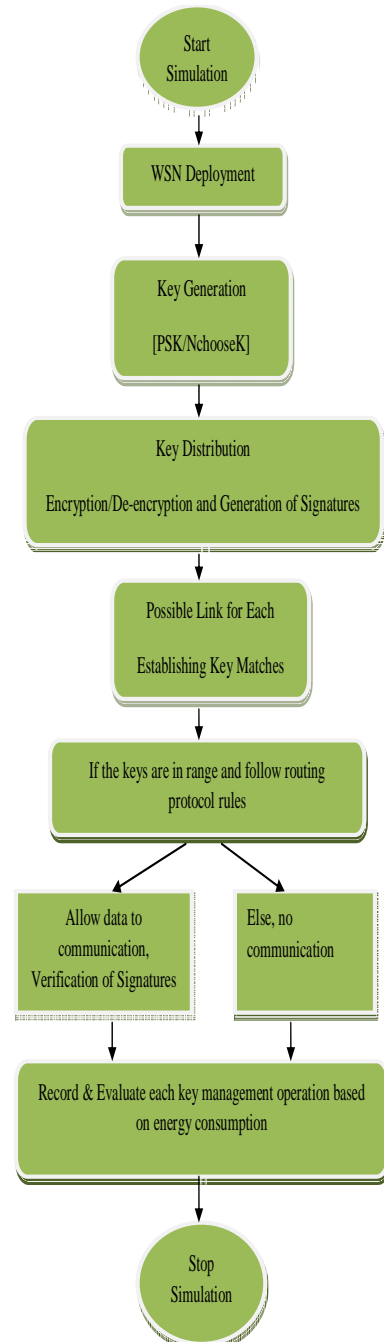 Start
Simulation
WSN Deployment
Key Generation
[PSK/NchooseK]
Key Distribution
Encryption/De-encryption and Generation of Signatures
Possible Link for Each
Establishing Key Matches
If the keys are in range and follow routing
protocol rules
Allow data to
communication,
Verification of Signatures
Else, no
communication
Record & Evaluate each key management operation based
on energy consumption
Stop
Simulation